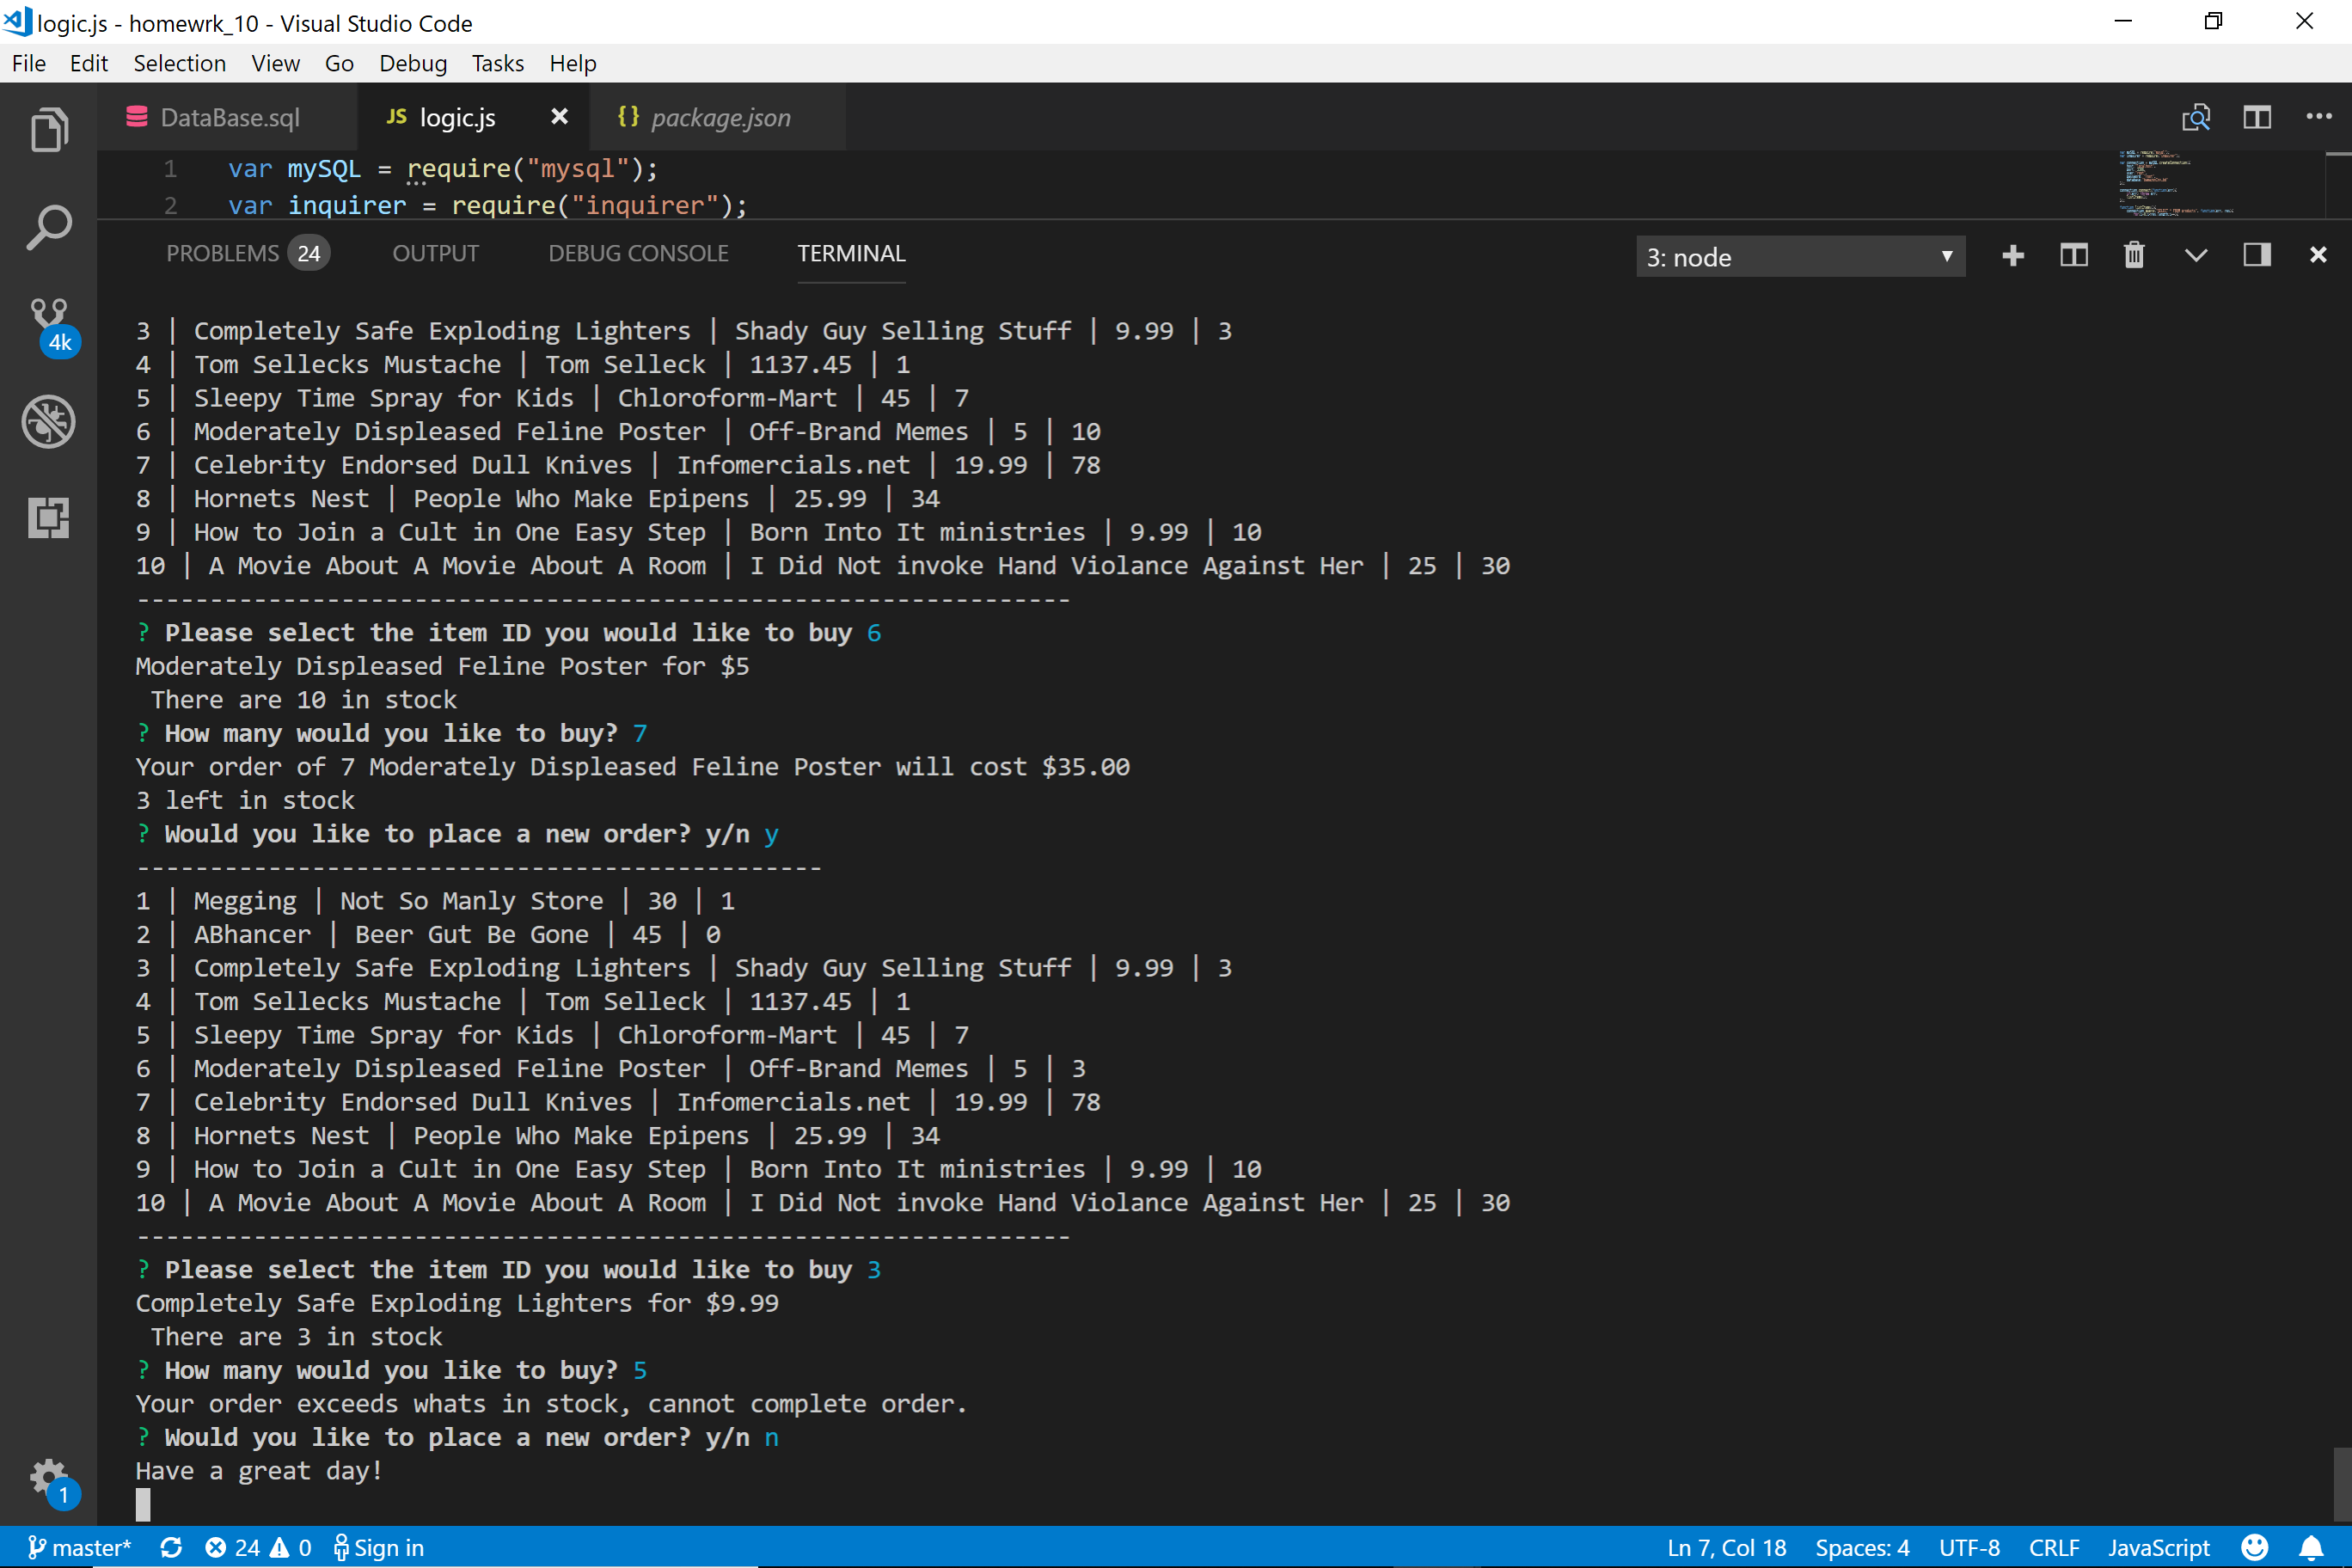 logic.js - homewrk_10 - Visual Studio Code
File Edit Selection View Go Debug Tasks Help
DataBase.sql JS logic.js {} package.json
1 var mySQL = require("mysql");
2 var inquirer = require("inquirer");
PROBLEMS 24 OUTPUT DEBUG CONSOLE TERMINAL 3: node
4k
3 | Completely Safe Exploding Lighters | Shady Guy Selling Stuff | 9.99 | 3
4 | Tom Sellecks Mustache | Tom Selleck | 1137.45 | 1
5 | Sleepy Time Spray for Kids | Chloroform-Mart | 45 | 7
6 | Moderately Displeased Feline Poster | Off-Brand Memes | 5 | 10
7 | Celebrity Endorsed Dull Knives | Infomercials.net | 19.99 | 78
8 | Hornets Nest | People Who Make Epipens | 25.99 | 34
9 | How to Join a Cult in One Easy Step | Born Into It ministries | 9.99 | 10
10 | A Movie About A Movie About A Room | I Did Not invoke Hand Violance Against Her | 25 | 30
----------------------------------------------------------------
? Please select the item ID you would like to buy 6
Moderately Displeased Feline Poster for $5
There are 10 in stock
? How many would you like to buy? 7
Your order of 7 Moderately Displeased Feline Poster will cost $35.00
3 left in stock
? Would you like to place a new order? y/n y
-----------------------------------------------
1 | Megging | Not So Manly Store | 30 | 1
2 | ABhancer | Beer Gut Be Gone | 45 | 0
3 | Completely Safe Exploding Lighters | Shady Guy Selling Stuff | 9.99 | 3
4 | Tom Sellecks Mustache | Tom Selleck | 1137.45 | 1
5 | Sleepy Time Spray for Kids | Chloroform-Mart | 45 | 7
6 | Moderately Displeased Feline Poster | Off-Brand Memes | 5 | 3
7 | Celebrity Endorsed Dull Knives | Infomercials.net | 19.99 | 78
8 | Hornets Nest | People Who Make Epipens | 25.99 | 34
9 | How to Join a Cult in One Easy Step | Born Into It ministries | 9.99 | 10
10 | A Movie About A Movie About A Room | I Did Not invoke Hand Violance Against Her | 25 | 30
----------------------------------------------------------------
? Please select the item ID you would like to buy 3
Completely Safe Exploding Lighters for $9.99
There are 3 in stock
? How many would you like to buy? 5
Your order exceeds whats in stock, cannot complete order.
? Would you like to place a new order? y/n n
Have a great day!
1
master* 24 0 Sign in Ln 7, Col 18 Spaces: 4 UTF-8 CRLF JavaScript